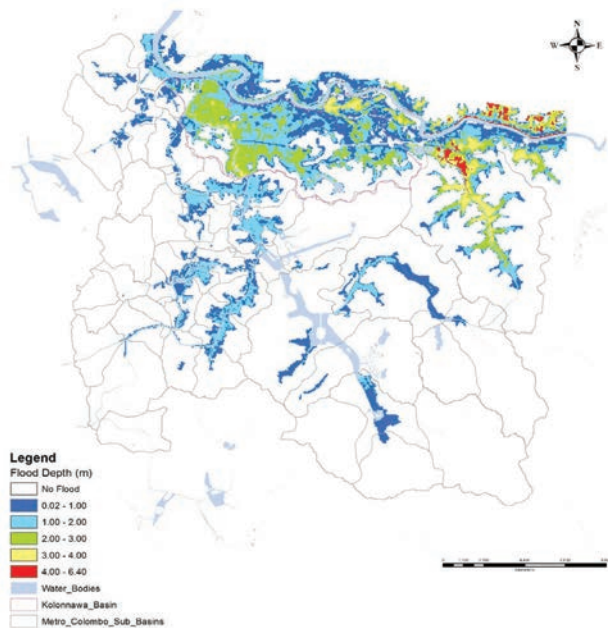 N
W E
S
Legend
Flood Depth (m)
No Flood
0.02 - 1.00
1.00 - 2.00
2.00 - 3.00
3.00 - 4.00
4.00 - 6.40
Water_Bodies
Kolonnawa_Basin
Metro_Colombo_Sub_Basins